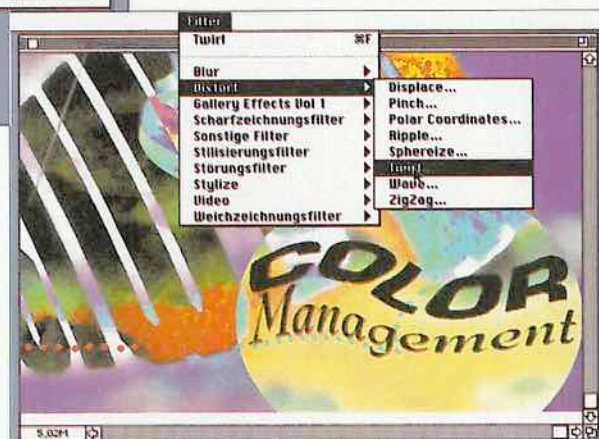 Filter
Twirl ⌘F
Blur
Distort
Gallery Effects Vol 1
Scharfzeichnungsfilter
Sonstige Filter
Stilisierungsfilter
Störungsfilter
Stylize
Video
Weichzeichnungsfilter
Displace...
Pinch...
Polar Coordinates...
Ripple...
Sphereize...
Twirl...
Wave...
ZigZag...
COLOR
Management
5,02M